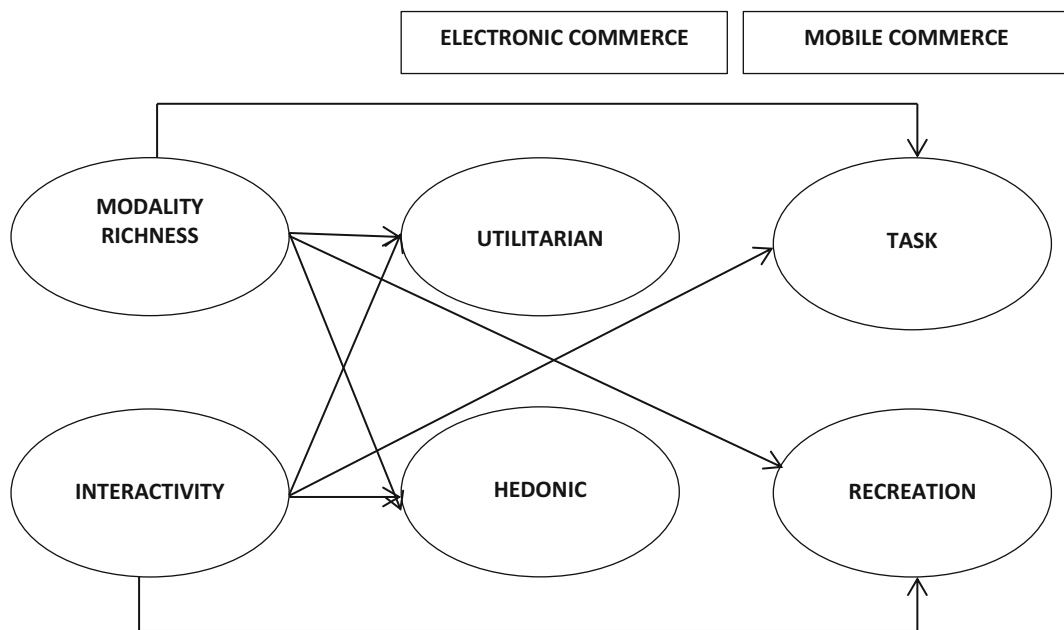 ELECTRONIC COMMERCE
MOBILE COMMERCE
MODALITY
RICHNESS
UTILITARIAN
TASK
INTERACTIVITY
HEDONIC
RECREATION